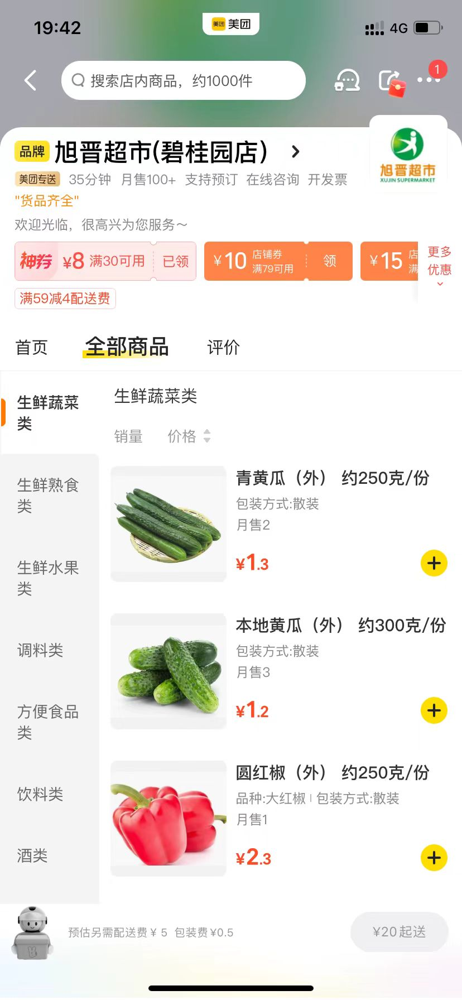 19:42
美团 美团
4G
搜索店内商品，约1000件
1
品牌 旭晋超市(碧桂园店)
旭晋超市
XUJIN SUPERMARKET
美团专送 35分钟 月售100+ 支持预订 在线咨询 开发票
"货品齐全"
欢迎光临，很高兴为您服务～
神券 ¥8 满30可用 已领
¥10 店铺券 满79可用 领
¥15 店 满
更多
优惠
满59减4配送费
首页 全部商品 评价
生鲜蔬菜
类
生鲜熟食
类
生鲜水果
类
调料类
方便食品
类
饮料类
酒类
生鲜蔬菜类
销量 价格
青黄瓜（外） 约250克/份
包装方式:散装
月售2
¥1.3
本地黄瓜（外） 约300克/份
包装方式:散装
月售3
¥1.2
圆红椒（外） 约250克/份
品种:大红椒 | 包装方式:散装
月售1
¥2.3
预估另需配送费¥5 包装费¥0.5
¥20起送